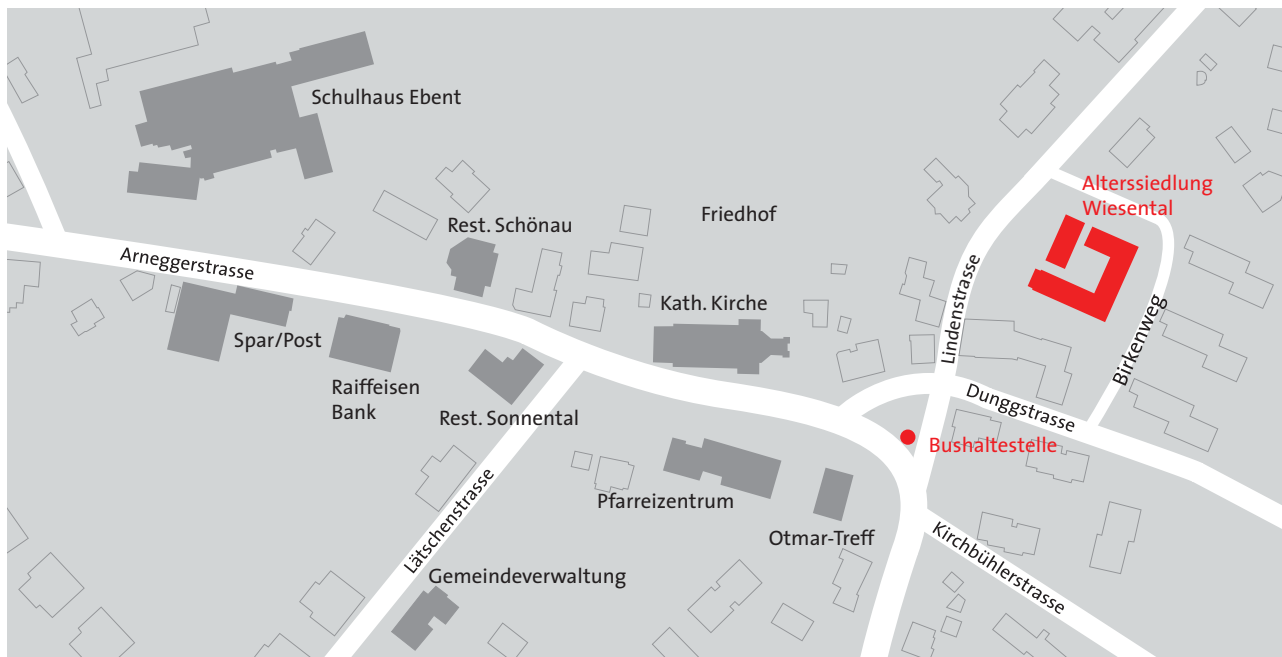 Schulhaus Ebent
Alterssiedlung
Wiesental
Friedhof
Rest. Schönau
Arneggerstrasse
Lindenstrasse
Kath. Kirche
Birkenweg
Spar/Post
Raiffeisen
Bank
Rest. Sonnental
Dunggstrasse
Bushaltestelle
Pfarreizentrum
Lätschenstrasse
Otmar-Treff
Kirchbühlerstrasse
Gemeindeverwaltung